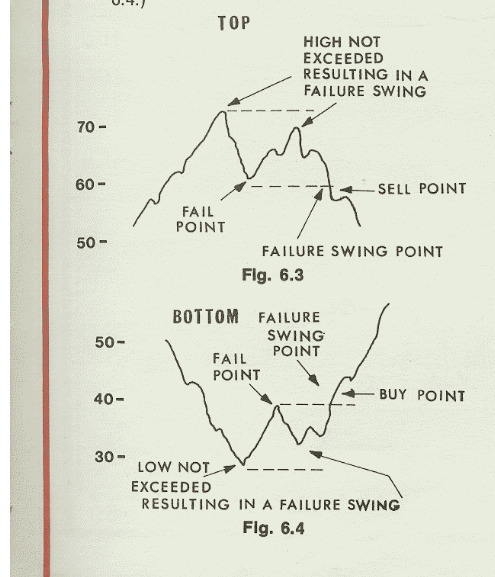 6.4.)
TOP
HIGH NOT
EXCEEDED
RESULTING IN A
FAILURE SWING
70
60
SELL POINT
FAIL
POINT
50
FAILURE SWING POINT
Fig. 6.3
BOTTOM
FAILURE
SWING
POINT
50
FAIL
POINT
40
BUY POINT
30
LOW NOT
EXCEEDED
RESULTING IN A FAILURE SWING
Fig. 6.4